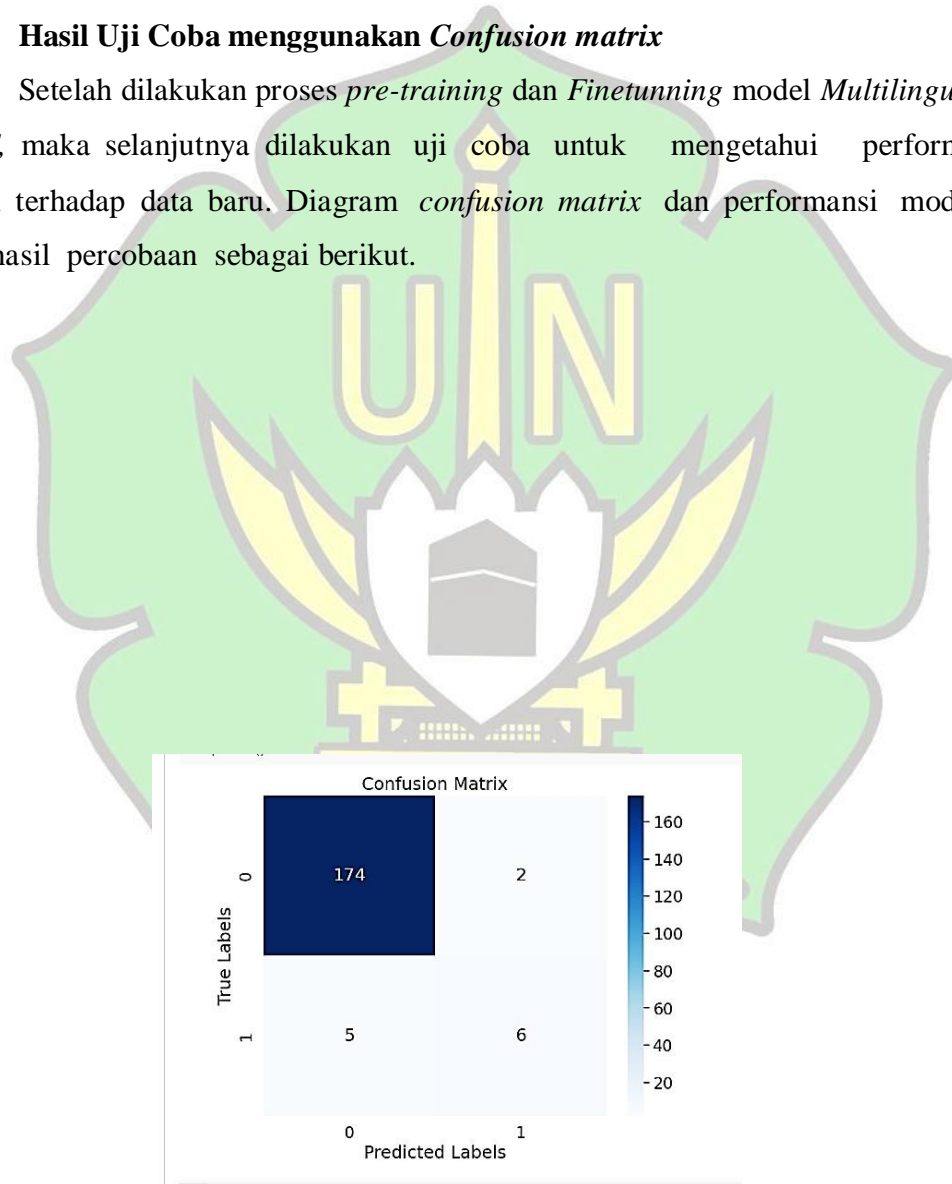 Hasil Uji Coba menggunakan Confusion matrix
Setelah dilakukan proses pre-training dan Finetunning model Multilingu
maka selanjutnya dilakukan uji coba untuk mengetahui perform
terhadap data baru. Diagram confusion matrix dan performansi mod
hasil percobaan sebagai berikut.
UIN
Confusion Matrix
True Labels
0
174
2
1
5
6
0
1
Predicted Labels
160
140
120
100
80
60
40
20